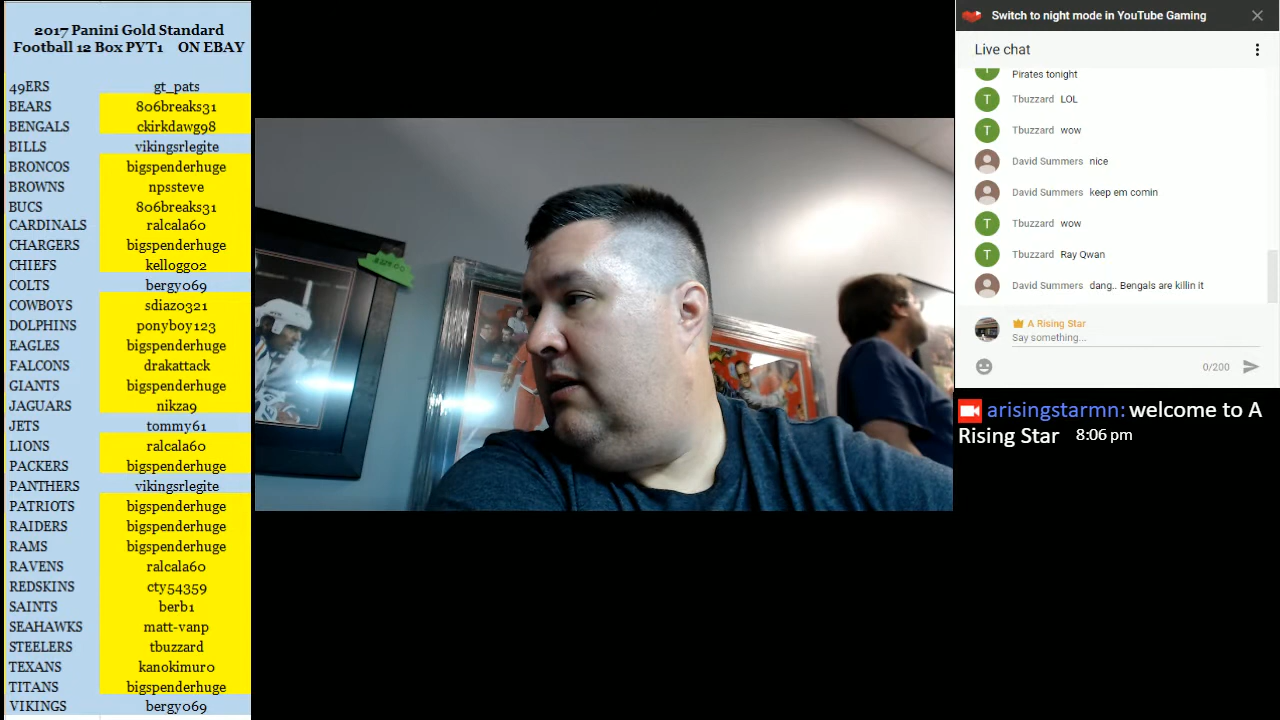 2017 Panini Gold Standard
Football 12 Box PYT1 ON EBAY
49ERS gt_pats
BEARS 806breaks31
BENGALS ckirkdawg98
BILLS vikingsrlegite
BRONCOS bigspenderhuge
BROWNS npssteve
BUCS 806breaks31
CARDINALS ralcala60
CHARGERS bigspenderhuge
CHIEFS kellogg02
COLTS bergy069
COWBOYS sdiazo321
DOLPHINS ponyboy123
EAGLES bigspenderhuge
FALCONS drakattack
GIANTS bigspenderhuge
JAGUARS nikza9
JETS tommy61
LIONS ralcala60
PACKERS bigspenderhuge
PANTHERS vikingsrlegite
PATRIOTS bigspenderhuge
RAIDERS bigspenderhuge
RAMS bigspenderhuge
RAVENS ralcala60
REDSKINS cty54359
SAINTS berb1
SEAHAWKS matt-vanp
STEELERS tbuzzard
TEXANS kanokimuro
TITANS bigspenderhuge
VIKINGS bergy069
Switch to night mode in YouTube Gaming
Live chat
T Pirates tonight
T Tbuzzard LOL
T Tbuzzard wow
David Summers nice
David Summers keep em comin
T Tbuzzard wow
T Tbuzzard Ray Qwan
David Summers dang.. Bengals are killin it
A Rising Star
Say something...
0/200
arisingstarmn: welcome to A
Rising Star 8:06 pm